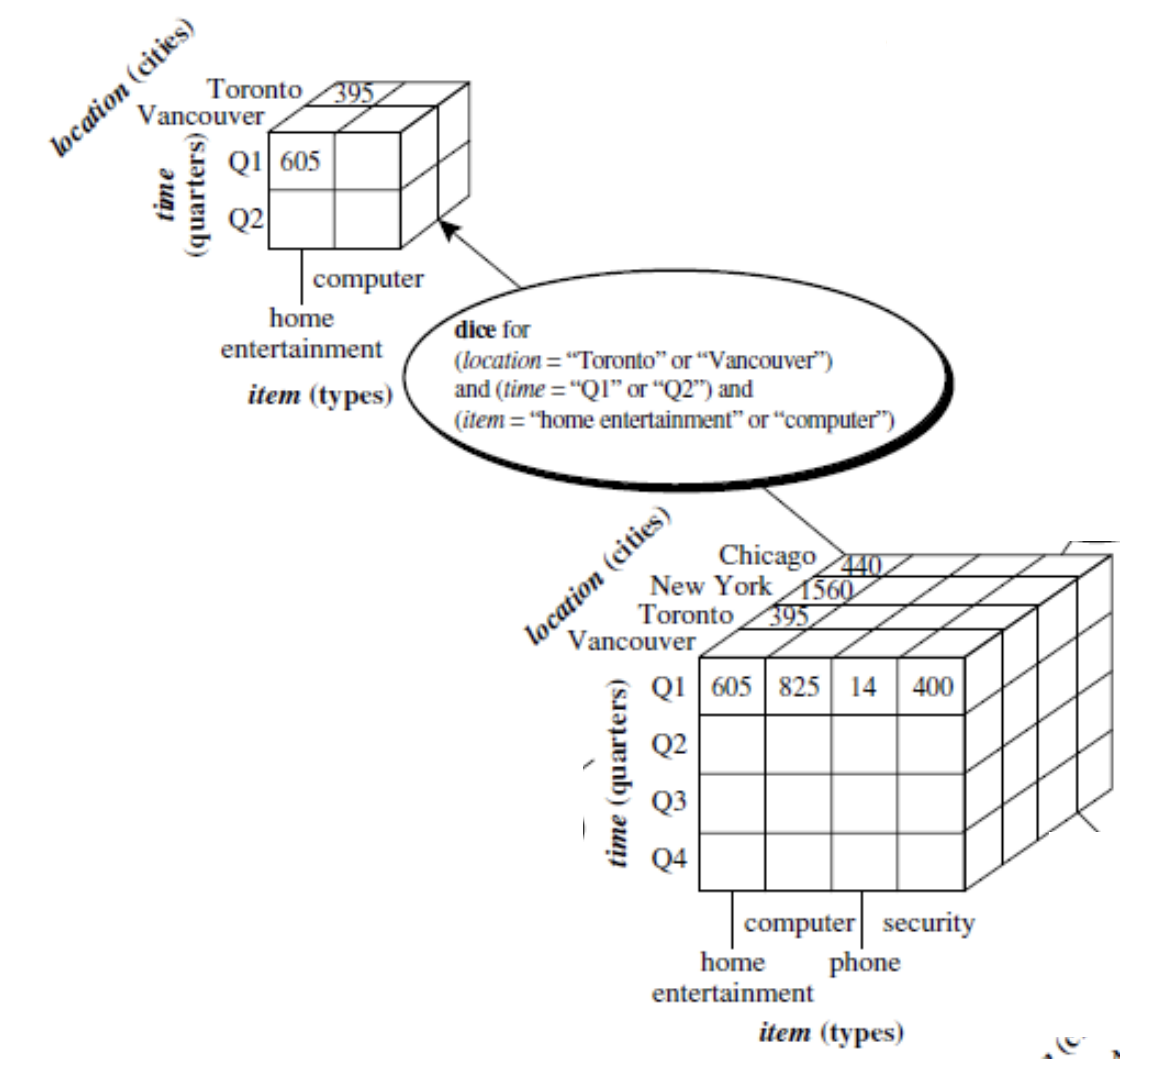 location (cities)
Toronto 395
Vancouver
time
(quarters)
Q1 605
Q2
computer
home
entertainment
item (types)
dice for
(location = “Toronto” or “Vancouver”)
and (time = “Q1” or “Q2”) and
(item = “home entertainment” or “computer”)
location (cities)
Chicago 440
New York 1560
Toronto 395
Vancouver
time (quarters)
Q1 605 825 14 400
Q2
Q3
Q4
computer security
home phone
entertainment
item (types)